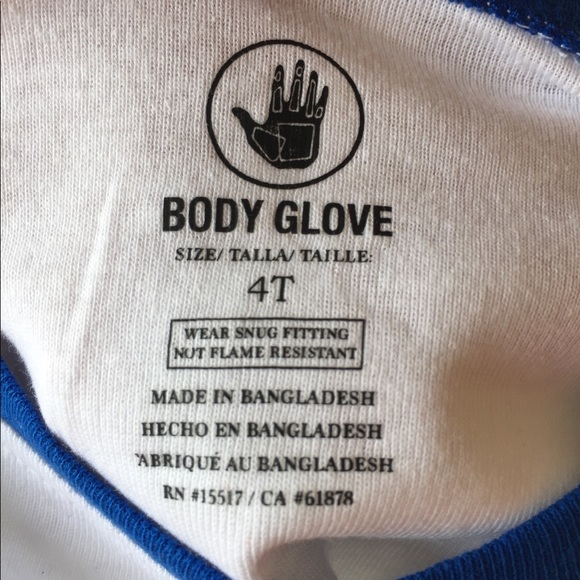 BODY GLOVE
SIZE/ TALLA/ TAILLE:
4T
WEAR SNUG FITTING
NOT FLAME RESISTANT
MADE IN BANGLADESH
HECHO EN BANGLADESH
ABRIQUÉ AU BANGLADESH
RN #15517 / CA #61878